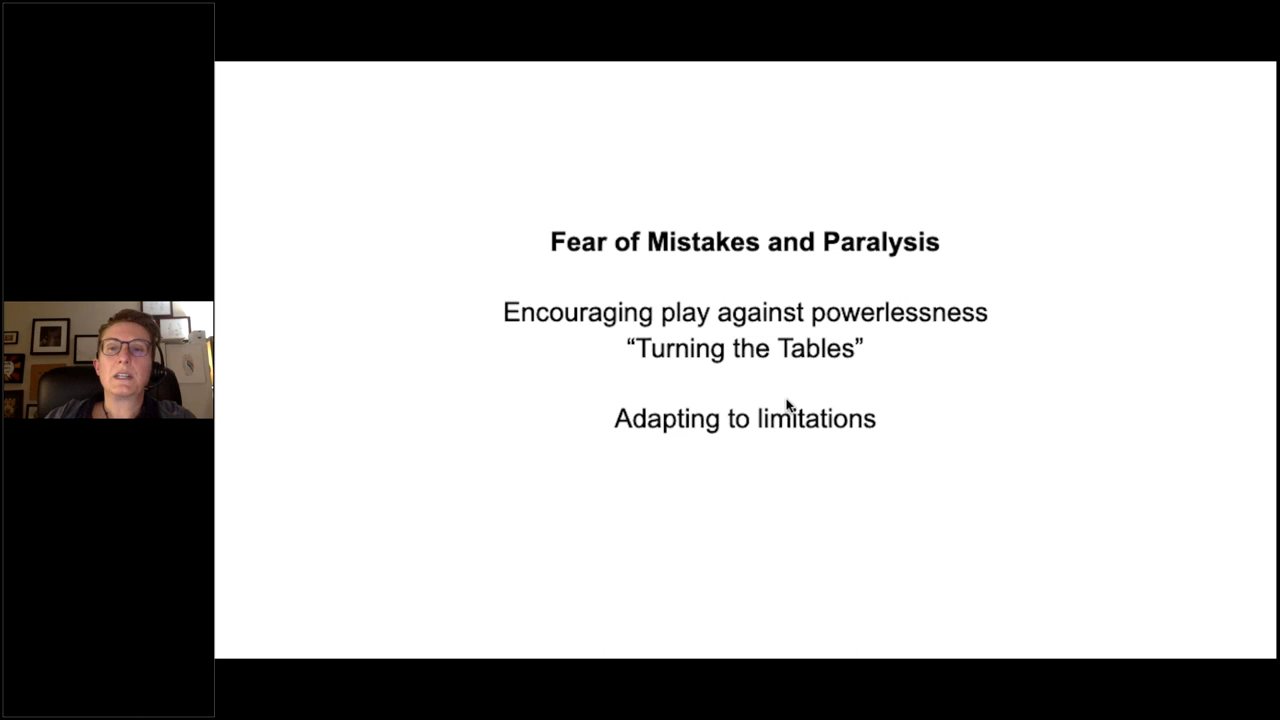 Fear of Mistakes and Paralysis
Encouraging play against powerlessness
“Turning the Tables”
Adapting to limitations